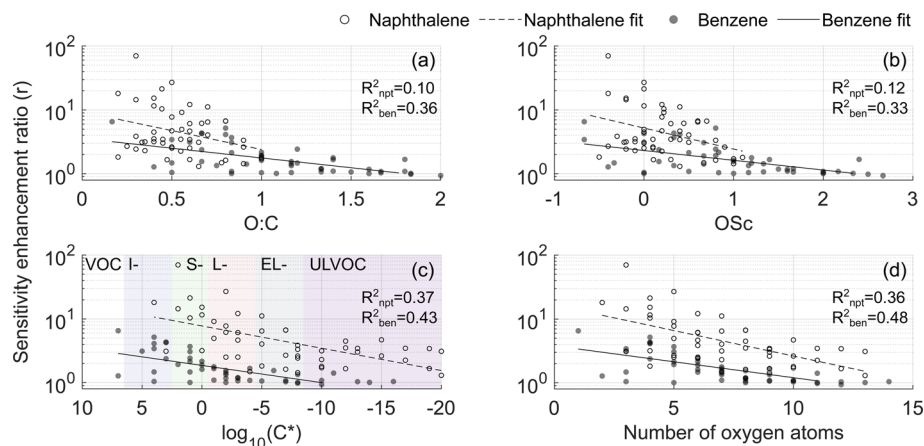 Naphthalene Naphthalene fit Benzene Benzene fit
Sensitivity enhancement ratio (r)
10²
10¹
10⁰
(a)
R²npt=0.10
R²ben=0.36
0 0.5 1 1.5 2
O:C
10²
10¹
10⁰
(b)
R²npt=0.12
R²ben=0.33
-1 0 1 2 3
OSc
10²
10¹
10⁰
VOC I- S- L- EL- ULVOC
(c)
R²npt=0.37
R²ben=0.43
10 5 0 -5 -10 -15 -20
log₁₀(C*)
10²
10¹
10⁰
(d)
R²npt=0.36
R²ben=0.48
0 5 10 15
Number of oxygen atoms